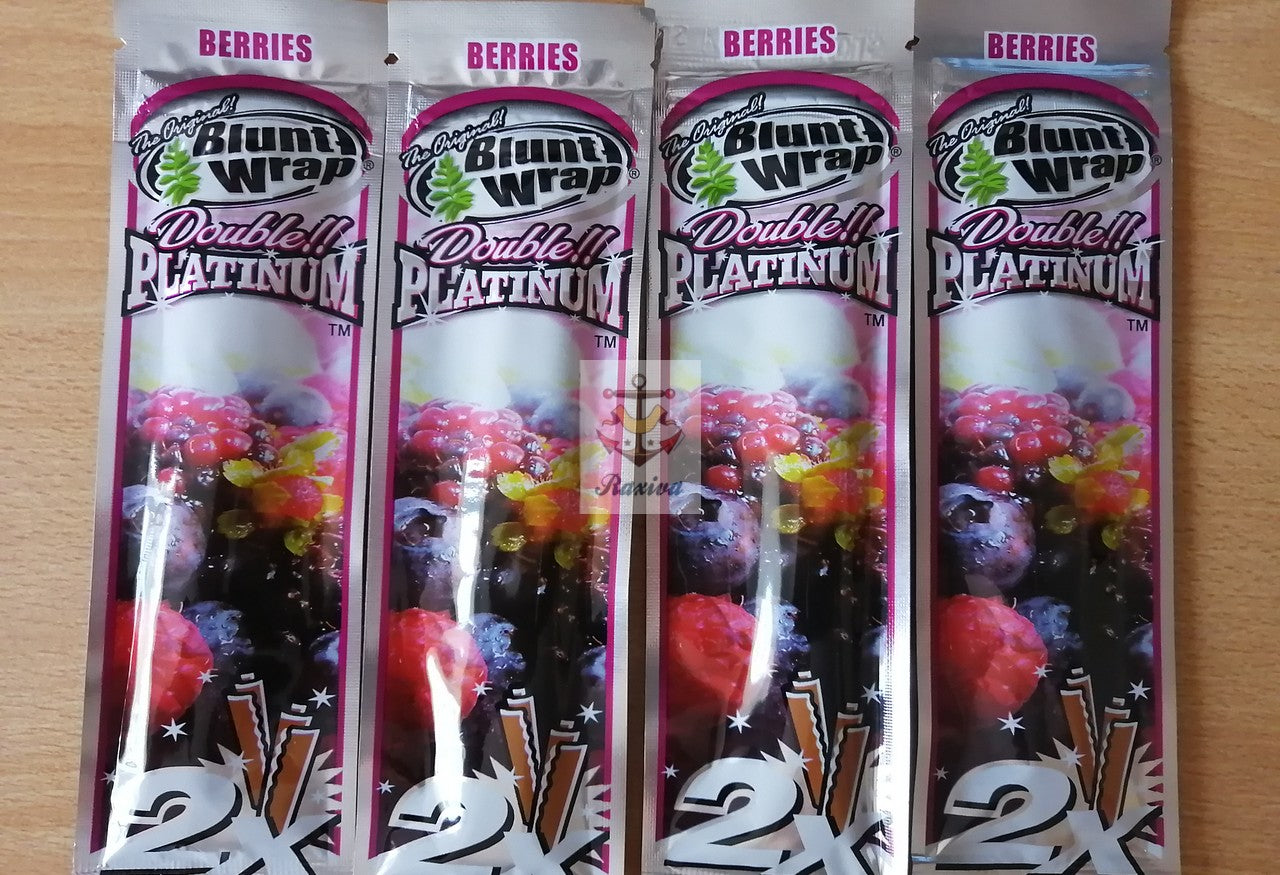 BERRIES
The Original!
Blunt
Wrap®
Double!!
PLATINUM
TM
2x
BERRIES
The Original!
Blunt
Wrap®
Double!!
PLATINUM
TM
2x
BERRIES
The Original!
Blunt
Wrap®
Double!!
PLATINUM
TM
2x
BERRIES
The Original!
Blunt
Wrap®
Double!!
PLATINUM
TM
2x
Raxiva